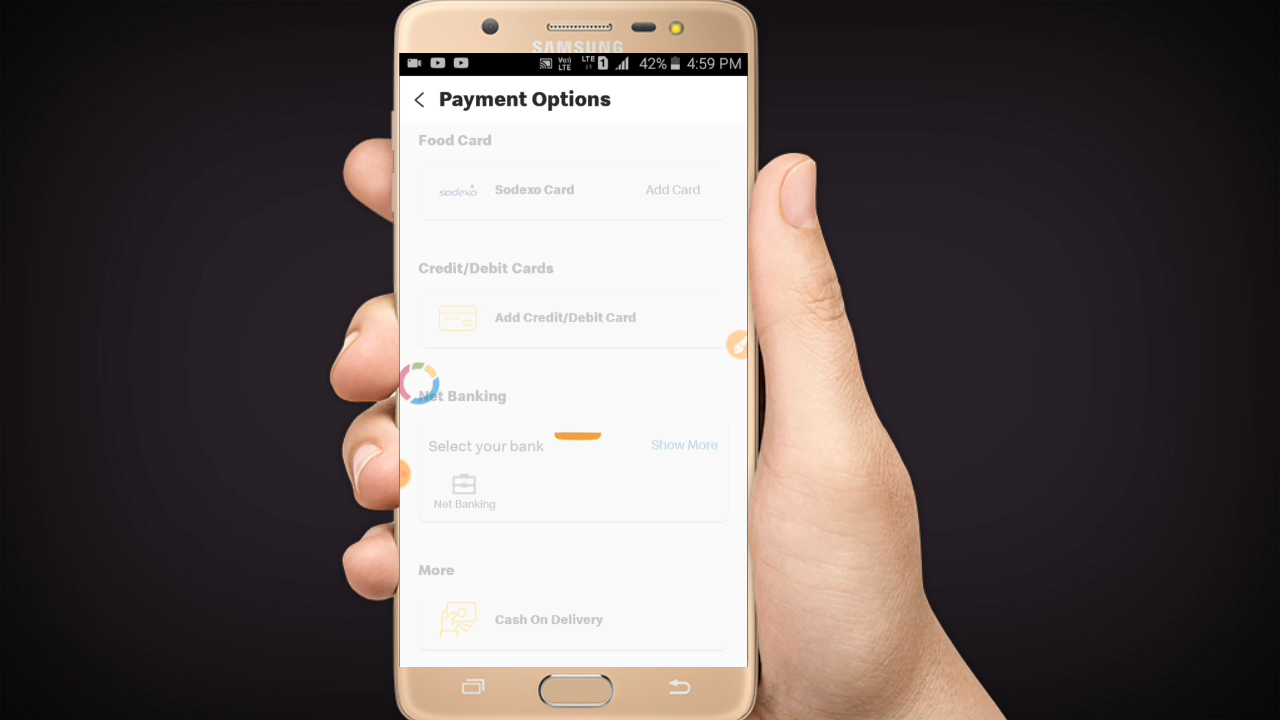 SAMSUNG
Vo)) LTE LTE 1 42% 4:59 PM
Payment Options
Food Card
sodexo Sodexo Card Add Card
Credit/Debit Cards
Add Credit/Debit Card
Net Banking
Select your bank Show More
Net Banking
More
Cash On Delivery